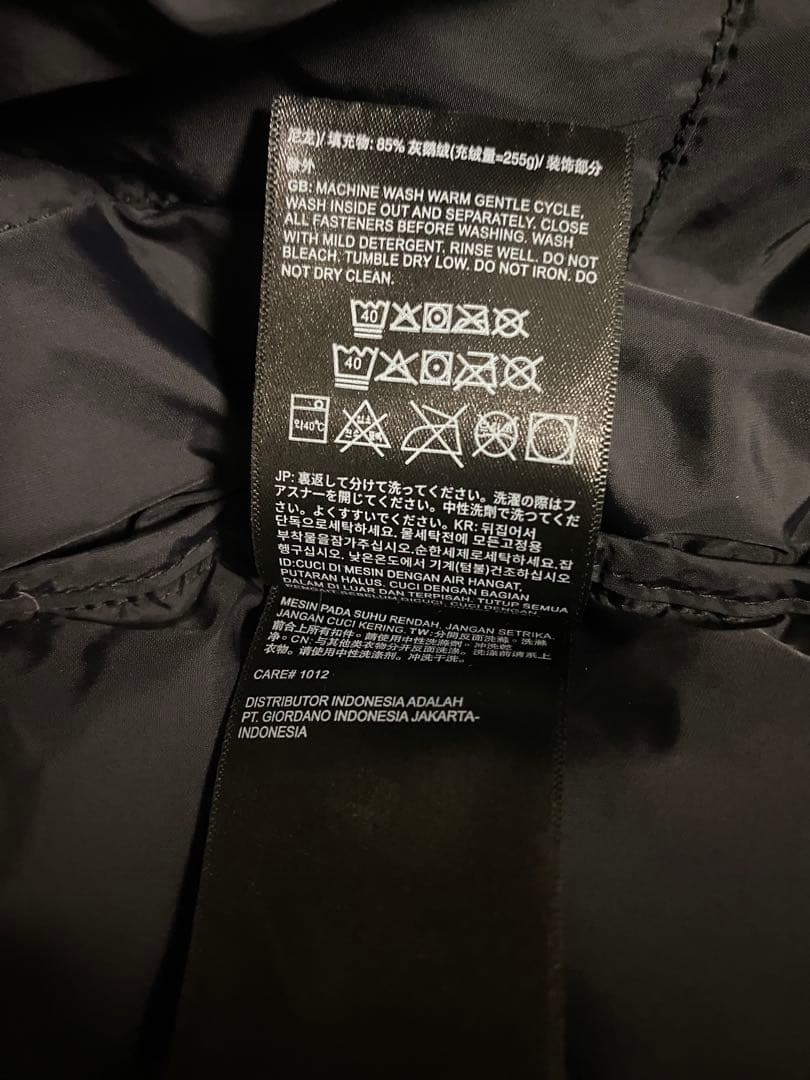 尼龙)/ 填充物: 85% 灰鹅绒(充绒量=255g)/ 装饰部分
除外
GB: MACHINE WASH WARM GENTLE CYCLE,
WASH INSIDE OUT AND SEPARATELY. CLOSE
ALL FASTENERS BEFORE WASHING. WASH
WITH MILD DETERGENT, RINSE WELL. DO NOT
BLEACH. TUMBLE DRY LOW. DO NOT IRON. DO
NOT DRY CLEAN.
40
40
약40℃
JP: 裏返して分けて洗ってください。洗濯の際はフ
ァスナーを閉じてください。中性洗剤で洗ってくだ
さい。よくすすいでください。KR: 뒤집어서
단독으로세탁하세요. 물세탁전에 모든고정용
부착물을잠가주십시오.순한세제로세탁하세요.잘
헹구십시오. 낮은온도에서 기계(텀블)건조하십시오
ID:CUCI DI MESIN DENGAN AIR HANGAT
PUTARAN HALUS. CUCI DENGAN BAGIAN
DALAM DI LUAR DAN TERPISAH. TUTUP SEMUA
MESIN PADA SUHU RENDAH, JANGAN SETRIKA.
JANGAN CUCI KERING. TW: 分開反面洗滌。洗滌
前合上所有扣件。請使用中性洗滌劑。沖洗乾
净。CN: 与其他类衣物分开反面洗涤。洗涤前请系上
衣物。请使用中性洗涤剂。冲洗干洗。
CARE# 1012
DISTRIBUTOR INDONESIA ADALAH
PT. GIORDANO INDONESIA JAKARTA-
INDONESIA